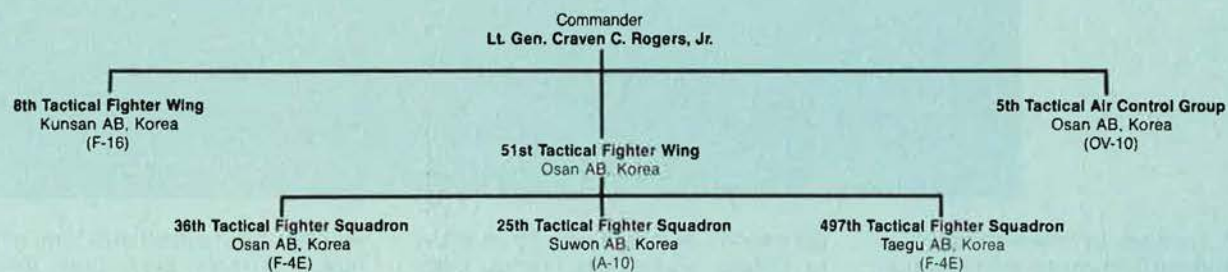 Commander
Lt. Gen. Craven C. Rogers, Jr.
8th Tactical Fighter Wing
Kunsan AB, Korea
(F-16)
5th Tactical Air Control Group
Osan AB, Korea
(OV-10)
51st Tactical Fighter Wing
Osan AB, Korea
36th Tactical Fighter Squadron
Osan AB, Korea
(F-4E)
25th Tactical Fighter Squadron
Suwon AB, Korea
(A-10)
497th Tactical Fighter Squadron
Taegu AB, Korea
(F-4E)